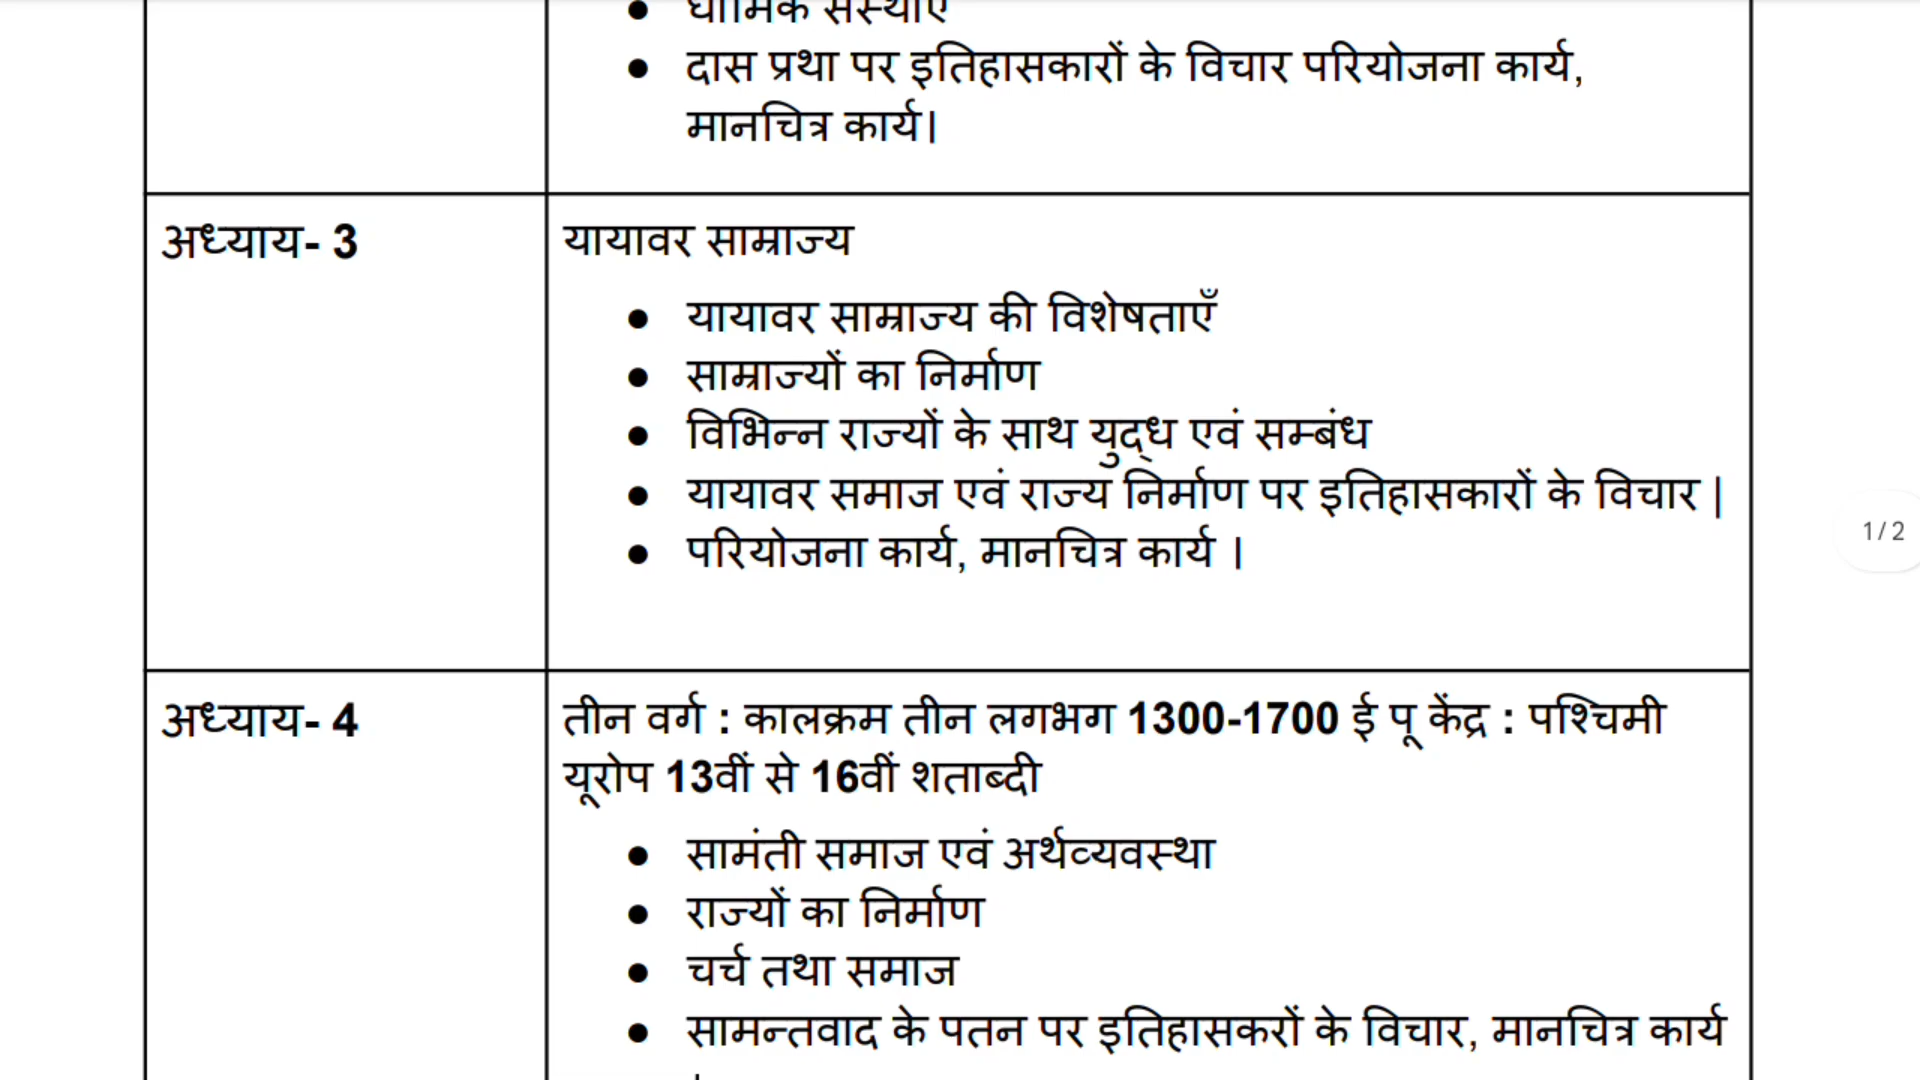 ● धार्मिक संस्थाएँ
● दास प्रथा पर इतिहासकारों के विचार परियोजना कार्य,
मानचित्र कार्य|
अध्याय- 3
यायावर साम्राज्य
● यायावर साम्राज्य की विशेषताएँ
● साम्राज्यों का निर्माण
● विभिन्न राज्यों के साथ युद्ध एवं सम्बंध
● यायावर समाज एवं राज्य निर्माण पर इतिहासकारों के विचार |
● परियोजना कार्य, मानचित्र कार्य |
1/2
अध्याय- 4
तीन वर्ग : कालक्रम तीन लगभग 1300-1700 ई पू केंद्र : पश्चिमी
यूरोप 13वीं से 16वीं शताब्दी
● सामंती समाज एवं अर्थव्यवस्था
● राज्यों का निर्माण
● चर्च तथा समाज
● सामन्तवाद के पतन पर इतिहासकरों के विचार, मानचित्र कार्य